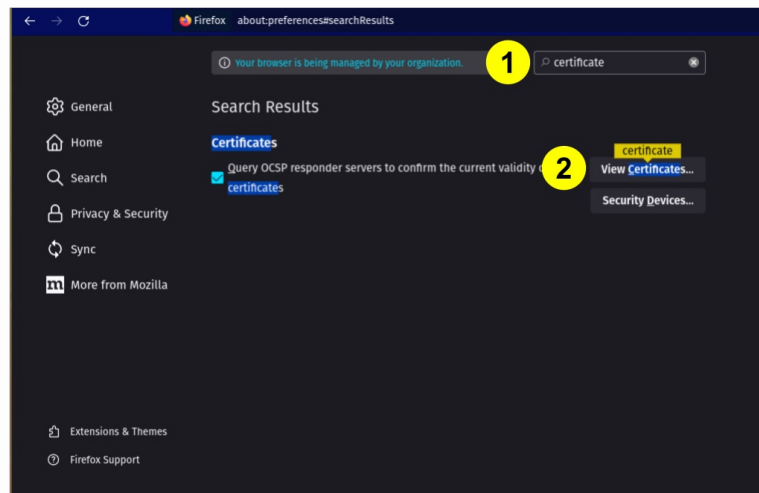 Firefox about:preferences#searchResults
Your browser is being managed by your organization.
1
certificate
General
Search Results
Home
Certificates
certificate
Query OCSP responder servers to confirm the current validity
2
View Certificates...
Search
certificates
Security Devices...
Privacy & Security
Sync
m More from Mozilla
Extensions & Themes
Firefox Support